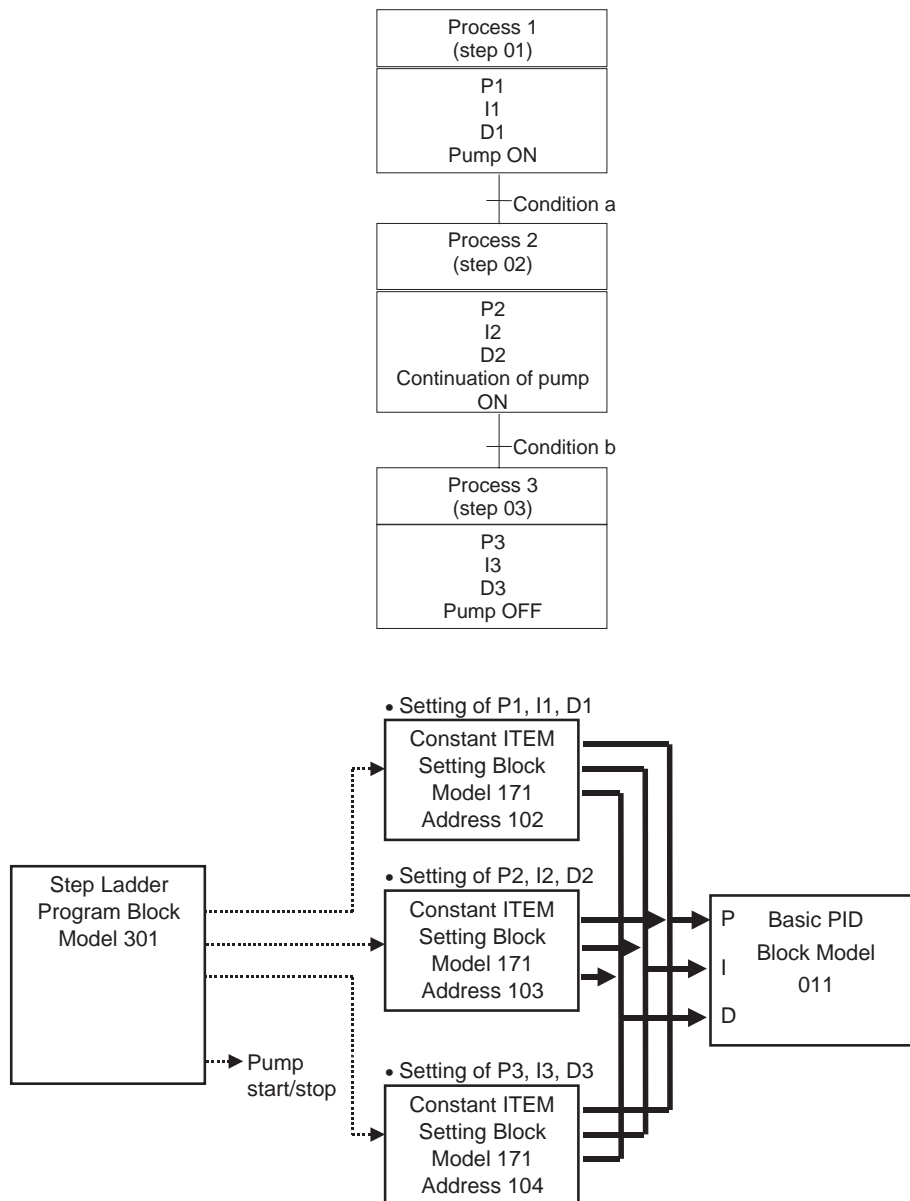 Process 1
(step 01)
P1
I1
D1
Pump ON
Condition a
Process 2
(step 02)
P2
I2
D2
Continuation of pump
ON
Condition b
Process 3
(step 03)
P3
I3
D3
Pump OFF
• Setting of P1, I1, D1
Constant ITEM
Setting Block
Model 171
Address 102
Step Ladder
Program Block
Model 301
Pump
start/stop
• Setting of P2, I2, D2
Constant ITEM
Setting Block
Model 171
Address 103
• Setting of P3, I3, D3
Constant ITEM
Setting Block
Model 171
Address 104
P
I
D
Basic PID
Block Model
011